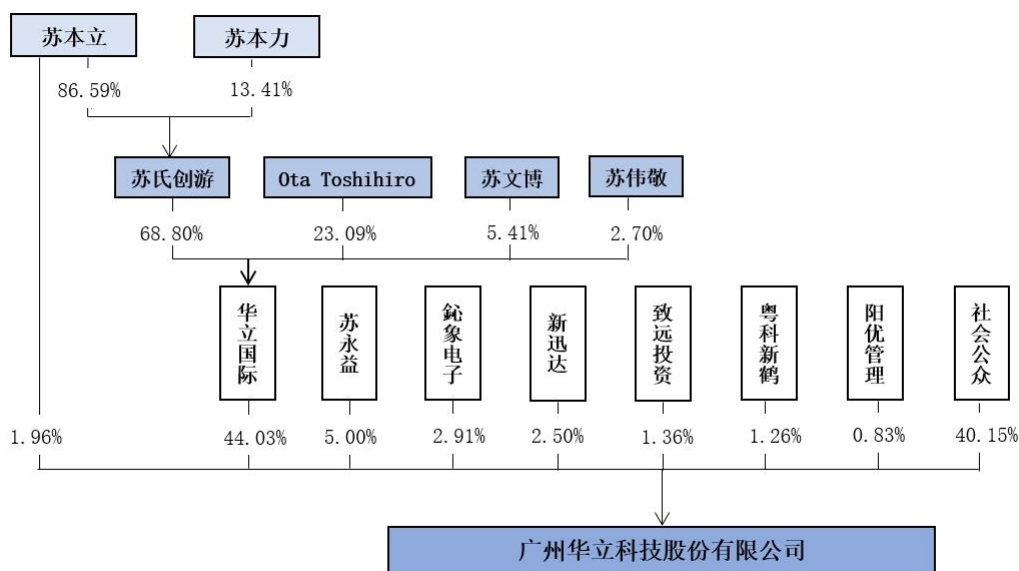 苏本立 苏本力
86.59% 13.41%
苏氏创游 Ota Toshihiro 苏文博 苏伟敬
68.80% 23.09% 5.41% 2.70%
华立国际 苏永益 鈊象电子 新迅达 致远投资 粤科新鹤 阳优管理 社会公众
1.96% 44.03% 5.00% 2.91% 2.50% 1.36% 1.26% 0.83% 40.15%
广州华立科技股份有限公司